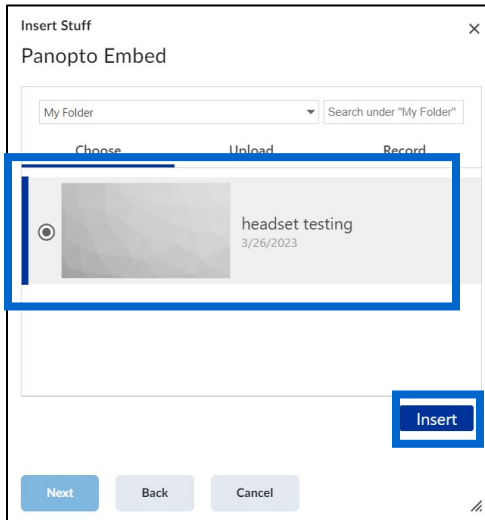 Insert Stuff
Panopto Embed
My Folder
Search under "My Folder"
Choose Upload Record
headset testing
3/26/2023
Insert
Next Back Cancel